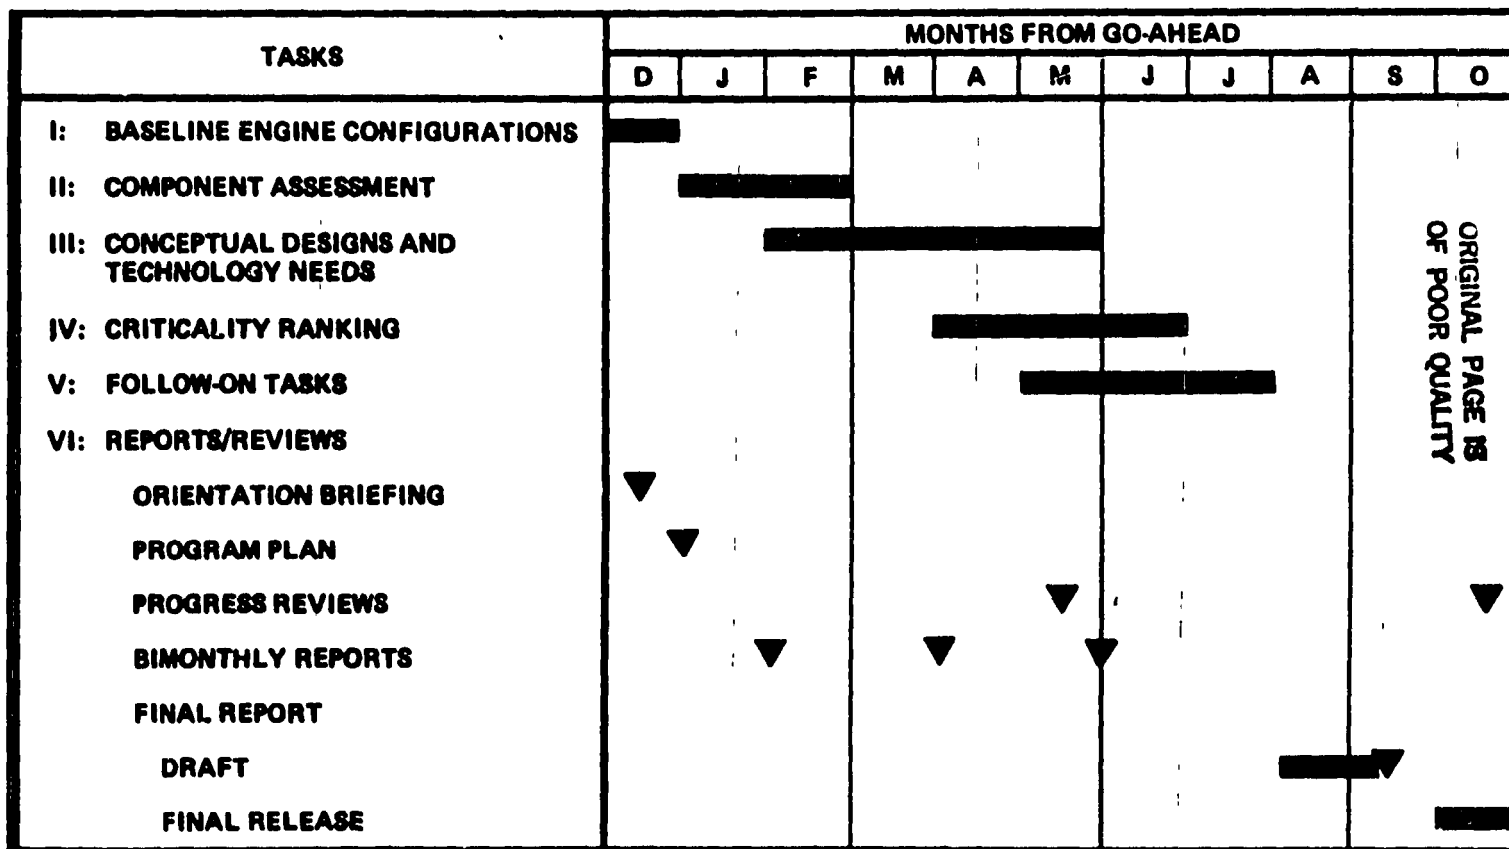 TASKS
MONTHS FROM GO-AHEAD
D J F M A M J J A S O
I: BASELINE ENGINE CONFIGURATIONS
II: COMPONENT ASSESSMENT
III: CONCEPTUAL DESIGNS AND
TECHNOLOGY NEEDS
IV: CRITICALITY RANKING
V: FOLLOW-ON TASKS
VI: REPORTS/REVIEWS
ORIENTATION BRIEFING
PROGRAM PLAN
PROGRESS REVIEWS
BIMONTHLY REPORTS
FINAL REPORT
DRAFT
FINAL RELEASE
ORIGINAL PAGE IS
OF POOR QUALITY